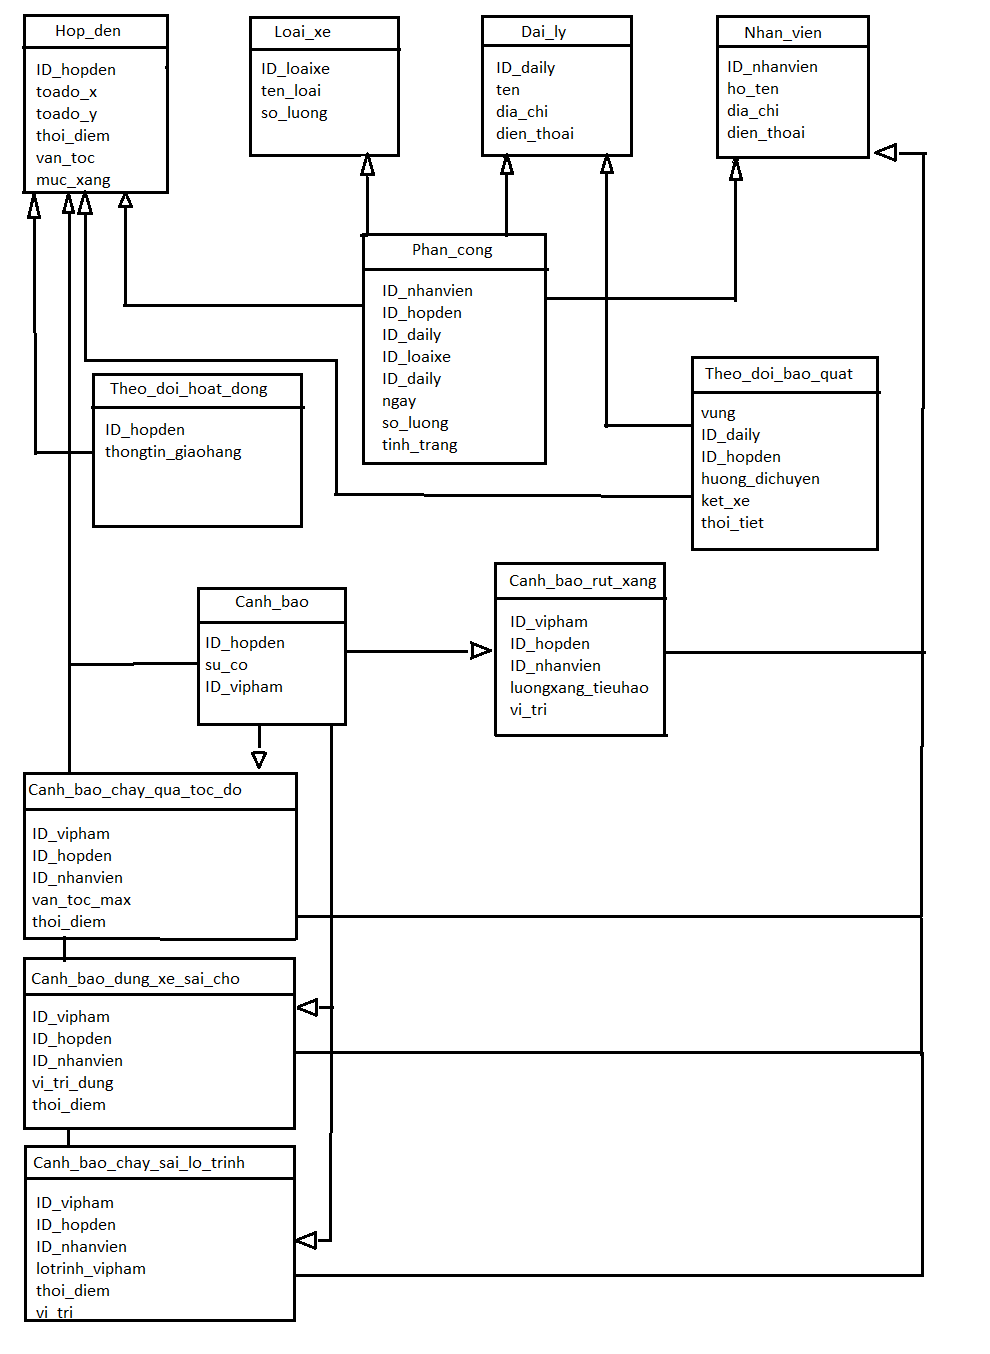 Hop_den
ID_hopden
toado_x
toado_y
thoi_diem
van_toc
muc_xang
Loai_xe
ID_loaixe
ten_loai
so_luong
Dai_ly
ID_daily
ten
dia_chi
dien_thoai
Nhan_vien
ID_nhanvien
ho_ten
dia_chi
dien_thoai
Phan_cong
ID_nhanvien
ID_hopden
ID_daily
ID_loaixe
ID_daily
ngay
so_luong
tinh_trang
Theo_doi_hoat_dong
ID_hopden
thongtin_giaohang
Theo_doi_bao_quat
vung
ID_daily
ID_hopden
huong_dichuyen
ket_xe
thoi_tiet
Canh_bao
ID_hopden
su_co
ID_vipham
Canh_bao_rut_xang
ID_vipham
ID_hopden
ID_nhanvien
luongxang_tieuhao
vi_tri
Canh_bao_chay_qua_toc_do
ID_vipham
ID_hopden
ID_nhanvien
van_toc_max
thoi_diem
Canh_bao_dung_xe_sai_cho
ID_vipham
ID_hopden
ID_nhanvien
vi_tri_dung
thoi_diem
Canh_bao_chay_sai_lo_trinh
ID_vipham
ID_hopden
ID_nhanvien
lotrinh_vipham
thoi_diem
vi_tri